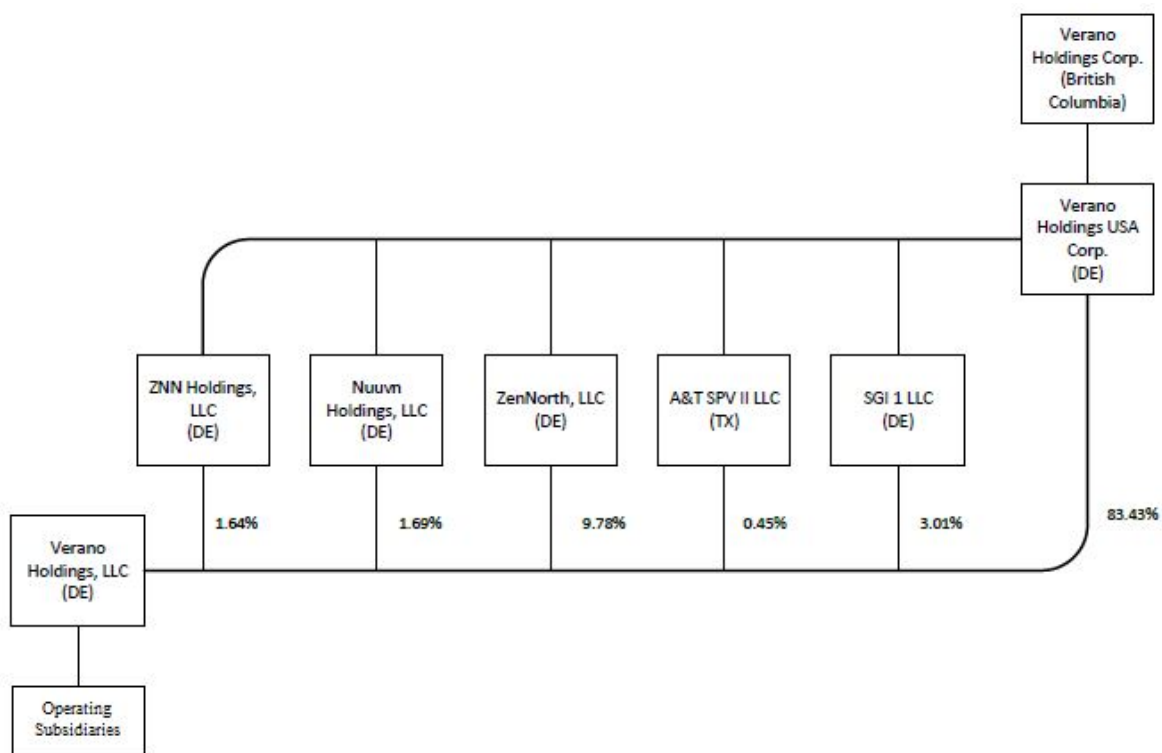 Verano
Holdings Corp.
(British
Columbia)
Verano
Holdings USA
Corp.
(DE)
ZNN Holdings,
LLC
(DE)
Nuuvn
Holdings, LLC
(DE)
ZenNorth, LLC
(DE)
A&T SPV II LLC
(TX)
SGI 1 LLC
(DE)
1.64%
1.69%
9.78%
0.45%
3.01%
83.43%
Verano
Holdings, LLC
(DE)
Operating
Subsidiaries